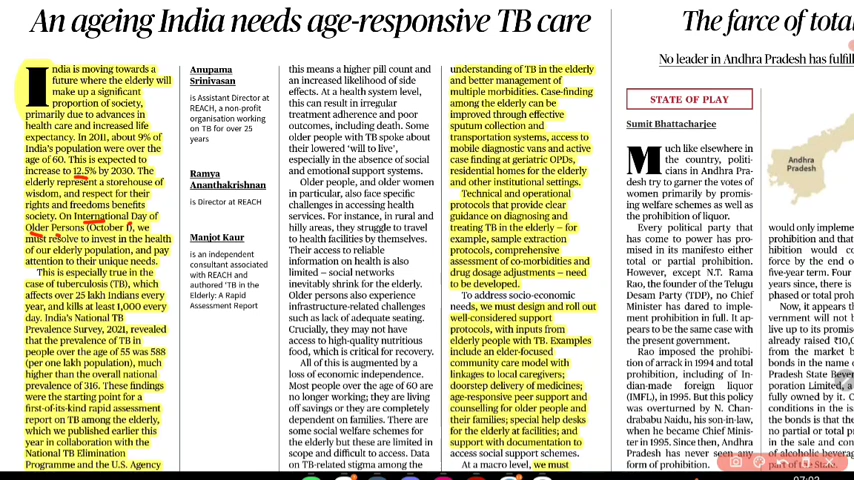 An ageing India needs age-responsive TB care
India is moving towards a
future where the elderly will
make up a significant
proportion of society,
primarily due to advances in
health care and increased life
expectancy. In 2011, about 9% of
India's population were over the
age of 60. This is expected to
increase to 12.5% by 2030. The
elderly represent a storehouse of
wisdom, and respect for their
rights and freedoms benefits
society. On International Day of
Older Persons (October 1), we
must resolve to invest in the health
of our elderly population, and pay
attention to their unique needs.
This is especially true in the
case of tuberculosis (TB), which
affects over 25 lakh Indians every
year, and kills at least 1,000 every
day. India's National TB
Prevalence Survey, 2021, revealed
that the prevalence of TB in
people over the age of 55 was 588
(per one lakh population), much
higher than the overall national
prevalence of 316. These findings
were the starting point for a
first-of-its-kind rapid assessment
report on TB among the elderly,
which we published earlier this
year in collaboration with the
National TB Elimination
Programme and the U.S. Agency
Anupama
Srinivasan
is Assistant Director at
REACH, a non-profit
organisation working
on TB for over 25
years
Ramya
Ananthakrishnan
is Director at REACH
Manjot Kaur
is an independent
consultant associated
with REACH and
authored 'TB in the
Elderly: A Rapid
Assessment Report
this means a higher pill count and
an increased likelihood of side
effects. At a health system level,
this can result in irregular
treatment adherence and poor
outcomes, including death. Some
older people with TB spoke about
their lowered 'will to live',
especially in the absence of social
and emotional support systems.
Older people, and older women
in particular, also face specific
challenges in accessing health
services. For instance, in rural and
hilly areas, they struggle to travel
to health facilities by themselves.
Their access to reliable
information on health is also
limited – social networks
inevitably shrink for the elderly.
Older persons also experience
infrastructure-related challenges
such as lack of adequate seating.
Crucially, they may not have
access to high-quality nutritious
food, which is critical for recovery.
All of this is augmented by a
loss of economic independence.
Most people over the age of 60 are
no longer working; they are living
off savings or they are completely
dependent on families. There are
some social welfare schemes for
the elderly but these are limited in
scope and difficult to access. Data
on TB-related stigma among the
understanding of TB in the elderly
and better management of
multiple morbidities. Case-finding
among the elderly can be
improved through effective
sputum collection and
transportation systems, access to
mobile diagnostic vans and active
case finding at geriatric OPDs,
residential homes for the elderly
and other institutional settings.
Technical and operational
protocols that provide clear
guidance on diagnosing and
treating TB in the elderly – for
example, sample extraction
protocols, comprehensive
assessment of co-morbidities and
drug dosage adjustments – need
to be developed.
To address socio-economic
needs, we must design and roll out
well-considered support
protocols, with inputs from
elderly people with TB. Examples
include an elder-focused
community care model with
linkages to local caregivers;
doorstep delivery of medicines;
age-responsive peer support and
counselling for older people and
their families; special help desks
for the elderly at facilities; and
support with documentation to
access social support schemes.
At a macro level, we must
The farce of total
No leader in Andhra Pradesh has fulfill
STATE OF PLAY
Sumit Bhattacharjee
Much like elsewhere in
the country, politi-
cians in Andhra Pra-
desh try to garner the votes of
women primarily by promis-
ing welfare schemes as well as
the prohibition of liquor.
Every political party that
has come to power has pro-
mised in its manifesto either
total or partial prohibition.
However, except N.T. Rama
Rao, the founder of the Telugu
Desam Party (TDP), no Chief
Minister has dared to imple-
ment prohibition in full. It ap-
pears to be the same case with
the present government.
Rao imposed the prohibi-
tion of arrack in 1994 and total
prohibition, including of In-
dian-made foreign liquor
(IMFL), in 1995. But this policy
was overturned by N. Chan-
drababu Naidu, his son-in-law,
when he became Chief Minis-
ter in 1995. Since then, Andhra
Pradesh has never seen any
form of prohibition.
Andhra
Pradesh
would only impleme
prohibition and that
hibition would co
force by the end o
five-year term. Four
years since, there is
phased or total proh
Now, it appears th
vernment will not b
live up to its promise
already raised ₹10,0
from the market b
bonds in the name o
Pradesh State Bever
poration Limited, a
fully owned by it. O
conditions in the iss
the bonds is that the
no partial or total pr
in the sale and con
of alcoholic beverag
part of the State.